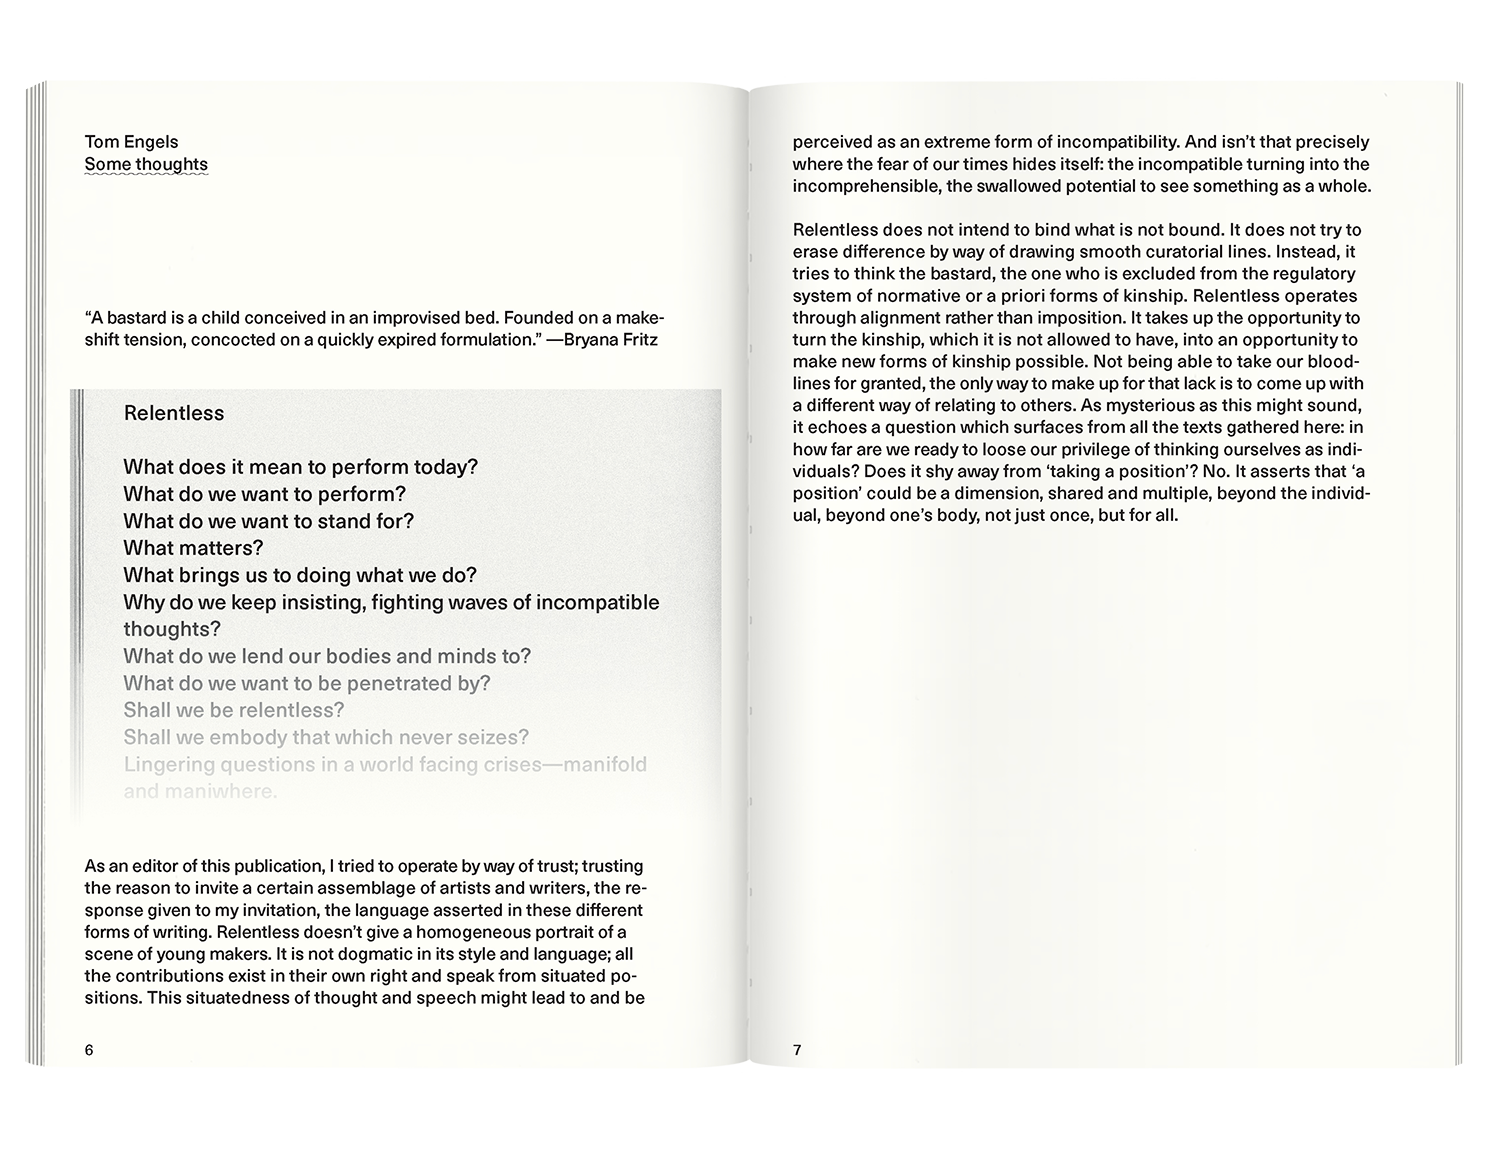 Tom Engels
Some thoughts
“A bastard is a child conceived in an improvised bed. Founded on a make-
shift tension, concocted on a quickly expired formulation.” —Bryana Fritz
Relentless
What does it mean to perform today?
What do we want to perform?
What do we want to stand for?
What matters?
What brings us to doing what we do?
Why do we keep insisting, fighting waves of incompatible
thoughts?
What do we lend our bodies and minds to?
What do we want to be penetrated by?
Shall we be relentless?
Shall we embody that which never seizes?
Lingering questions in a world facing crises—manifold
and maniwhere.
As an editor of this publication, I tried to operate by way of trust; trusting
the reason to invite a certain assemblage of artists and writers, the re-
sponse given to my invitation, the language asserted in these different
forms of writing. Relentless doesn’t give a homogeneous portrait of a
scene of young makers. It is not dogmatic in its style and language; all
the contributions exist in their own right and speak from situated po-
sitions. This situatedness of thought and speech might lead to and be
6
perceived as an extreme form of incompatibility. And isn’t that precisely
where the fear of our times hides itself: the incompatible turning into the
incomprehensible, the swallowed potential to see something as a whole.
Relentless does not intend to bind what is not bound. It does not try to
erase difference by way of drawing smooth curatorial lines. Instead, it
tries to think the bastard, the one who is excluded from the regulatory
system of normative or a priori forms of kinship. Relentless operates
through alignment rather than imposition. It takes up the opportunity to
turn the kinship, which it is not allowed to have, into an opportunity to
make new forms of kinship possible. Not being able to take our blood-
lines for granted, the only way to make up for that lack is to come up with
a different way of relating to others. As mysterious as this might sound,
it echoes a question which surfaces from all the texts gathered here: in
how far are we ready to loose our privilege of thinking ourselves as indi-
viduals? Does it shy away from ‘taking a position’? No. It asserts that ‘a
position’ could be a dimension, shared and multiple, beyond the individ-
ual, beyond one’s body, not just once, but for all.
7